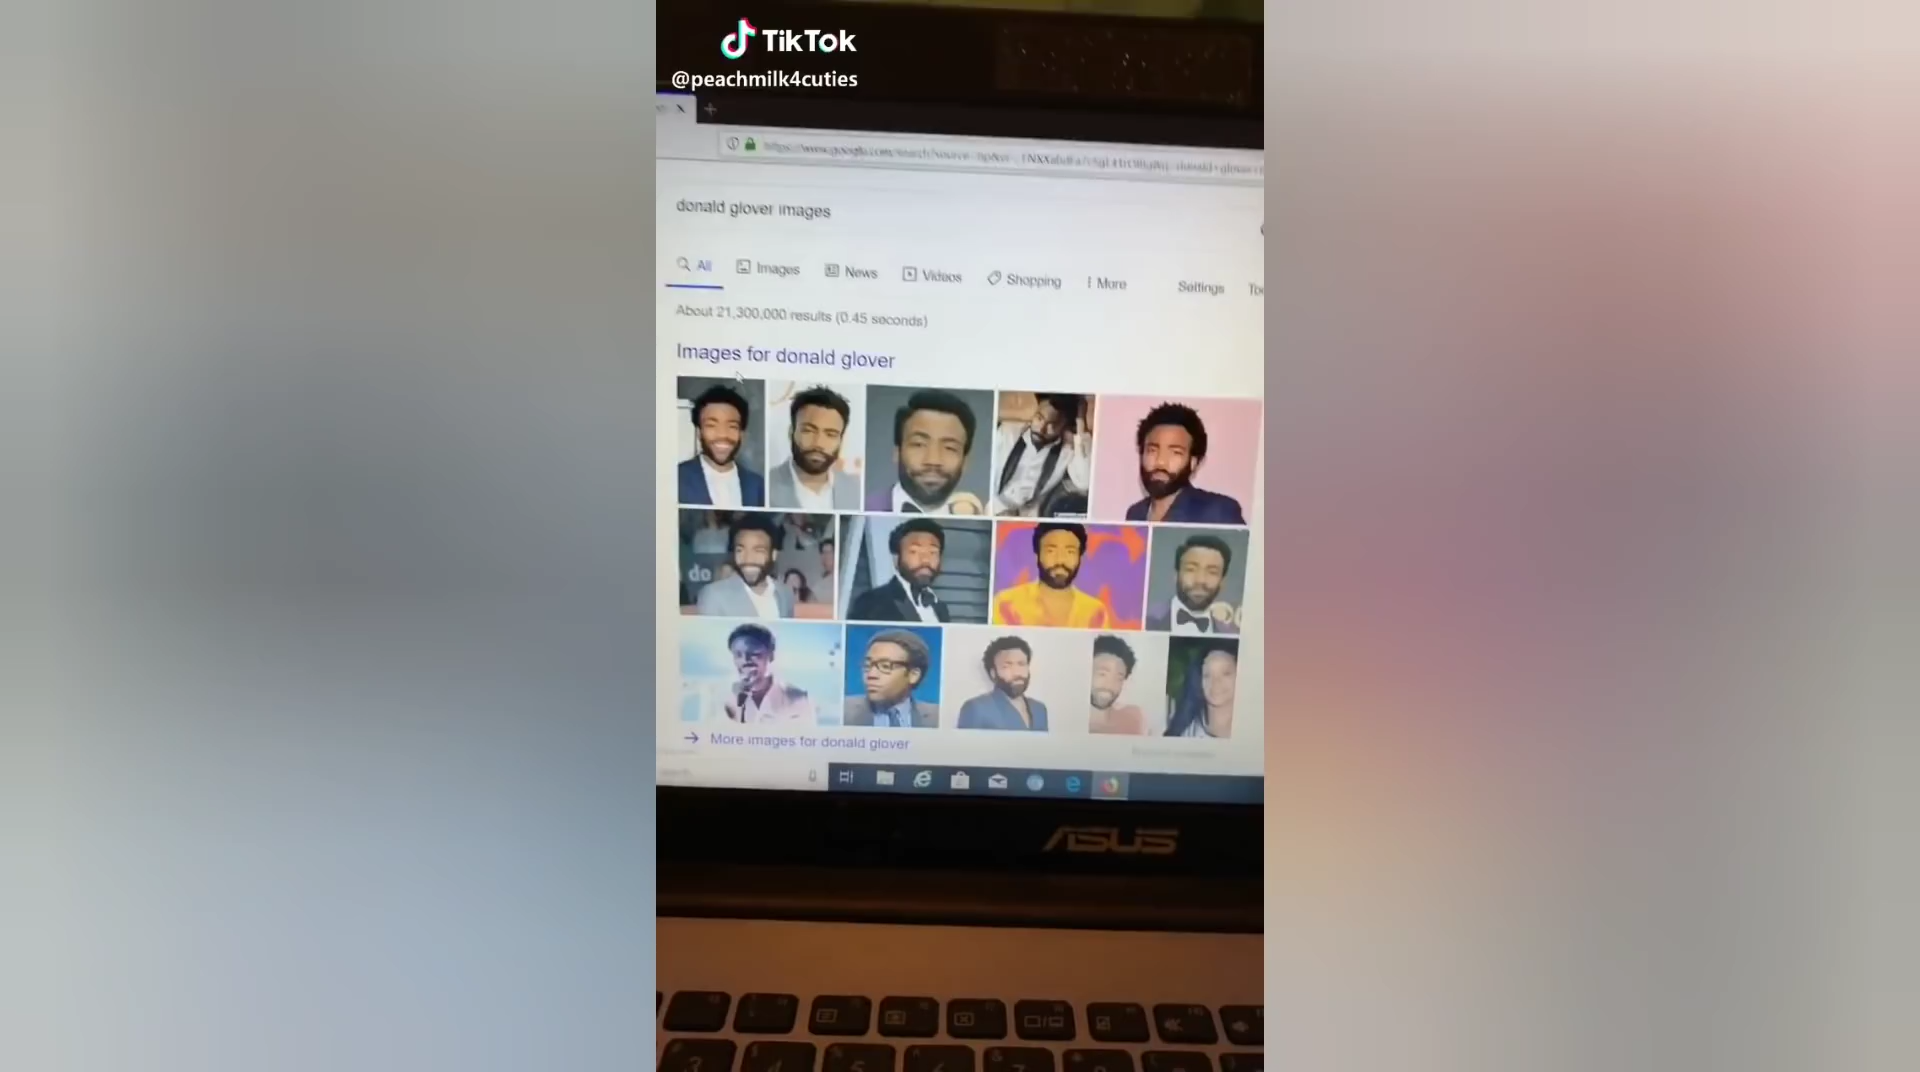 TikTok
@peachmilk4cuties
donald glover images
All Images News Videos Shopping More Settings
About 21,300,000 results (0.45 seconds)
Images for donald glover
do
More images for donald glover
ASUS